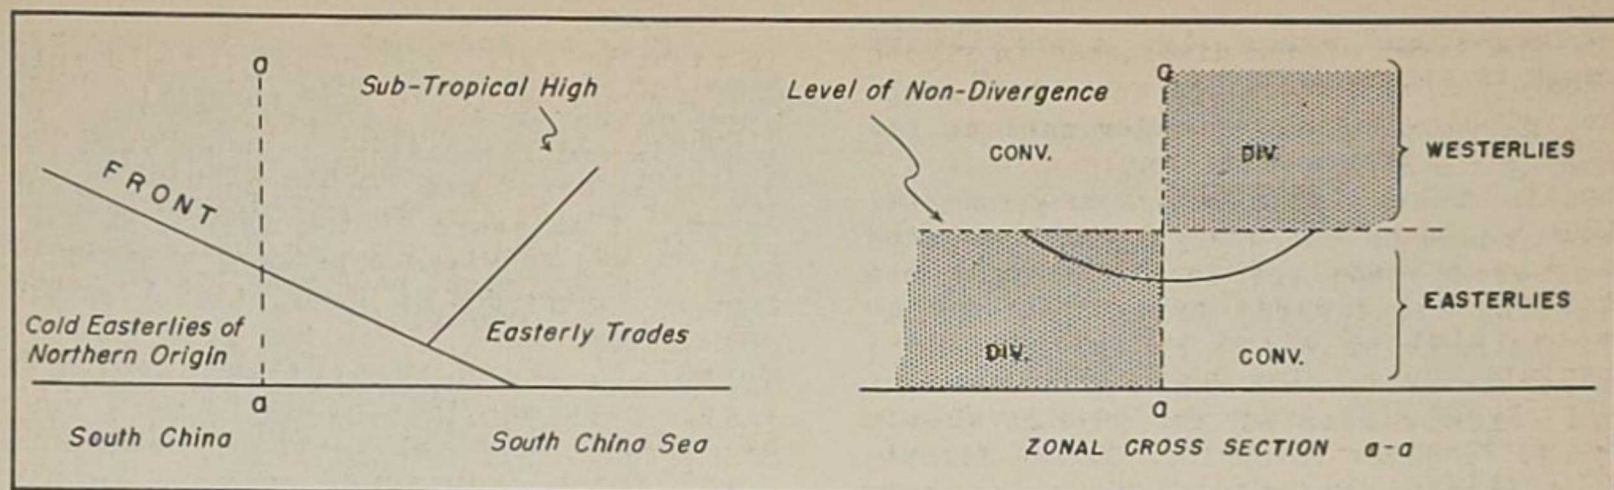 a
Sub-Tropical High
FRONT
Cold Easterlies of
Northern Origin
Easterly Trades
a
South China
South China Sea
a
Level of Non-Divergence
CONV.
DIV.
WESTERLIES
EASTERLIES
DIV.
CONV.
a
ZONAL CROSS SECTION a-a